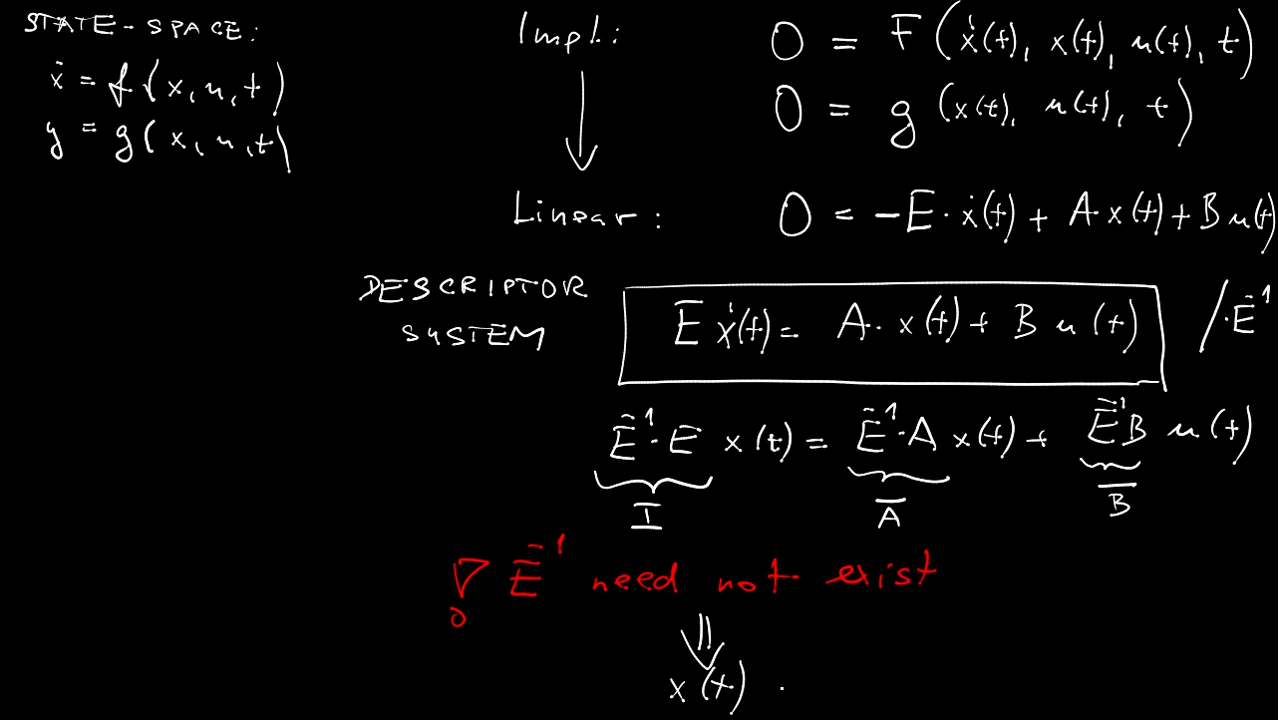 STATE-SPACE:
ẋ = f(x, u, t)
y = g(x, u, t)
Impl.:
0 = F(ẋ(t), x(t), u(t), t)
0 = g(x(t), u(t), t)
Linear:
0 = -E·ẋ(t) + A·x(t) + B u(t)
DESCRIPTOR
SYSTEM
E ẋ(t) = A·x(t) + B u(t)
/·E⁻¹
E⁻¹·E x(t) = E⁻¹·A x(t) + E⁻¹B u(t)
I
A̅
B̅
E⁻¹ need not exist
⇓
x(t)